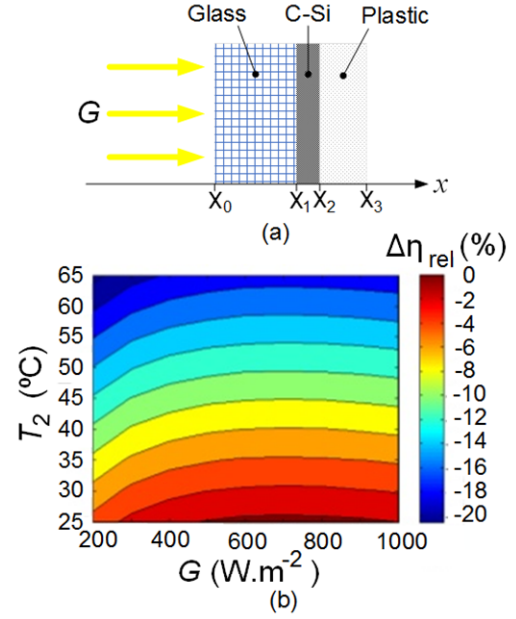 Glass C-Si Plastic
G
X₀ X₁ X₂ X₃ x
(a)
Δη rel (%)
65
60
55
50
45
40
35
30
25
T₂ (ºC)
200 400 600 800 1000
G (W.m⁻²)
0
-2
-4
-6
-8
-10
-12
-14
-16
-18
-20
(b)